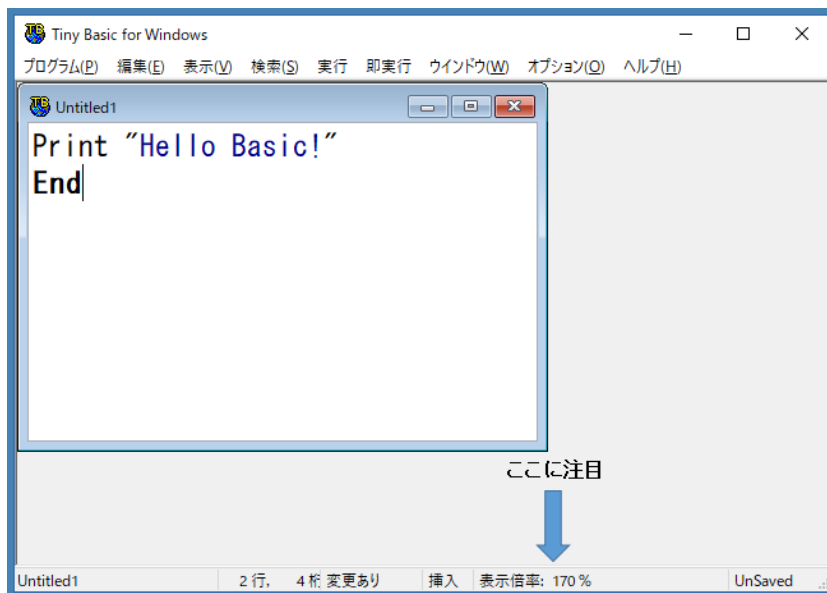 Tiny Basic for Windows
プログラム(P) 編集(E) 表示(V) 検索(S) 実行 即実行 ウインドウ(W) オプション(O) ヘルプ(H)
Untitled1
Print "Hello Basic!"
End
ここに注目
Untitled1 2行, 4桁 変更あり 挿入 表示倍率: 170 % UnSaved